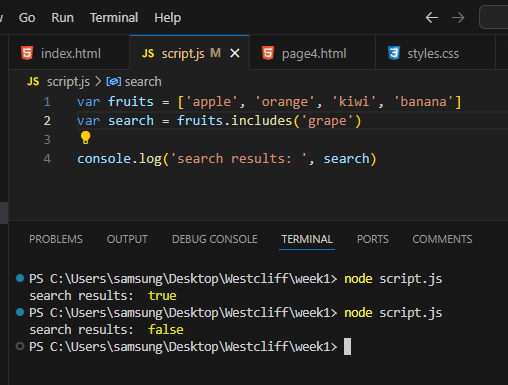 w Go Run Terminal Help
index.html JS script.js M page4.html styles.css
JS script.js > search
1 var fruits = ['apple', 'orange', 'kiwi', 'banana']
2 var search = fruits.includes('grape')
3
4 console.log('search results: ', search)
PROBLEMS OUTPUT DEBUG CONSOLE TERMINAL PORTS COMMENTS
PS C:\Users\samsung\Desktop\Westcliff\week1> node script.js
search results:  true
PS C:\Users\samsung\Desktop\Westcliff\week1> node script.js
search results:  false
PS C:\Users\samsung\Desktop\Westcliff\week1>